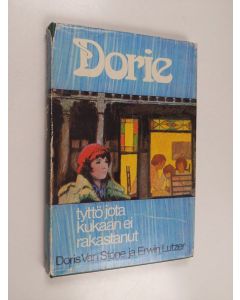 Dorie
tyttö jota
kukaan ei
rakastanut
Doris Van Stone ja Erwin Lutzer